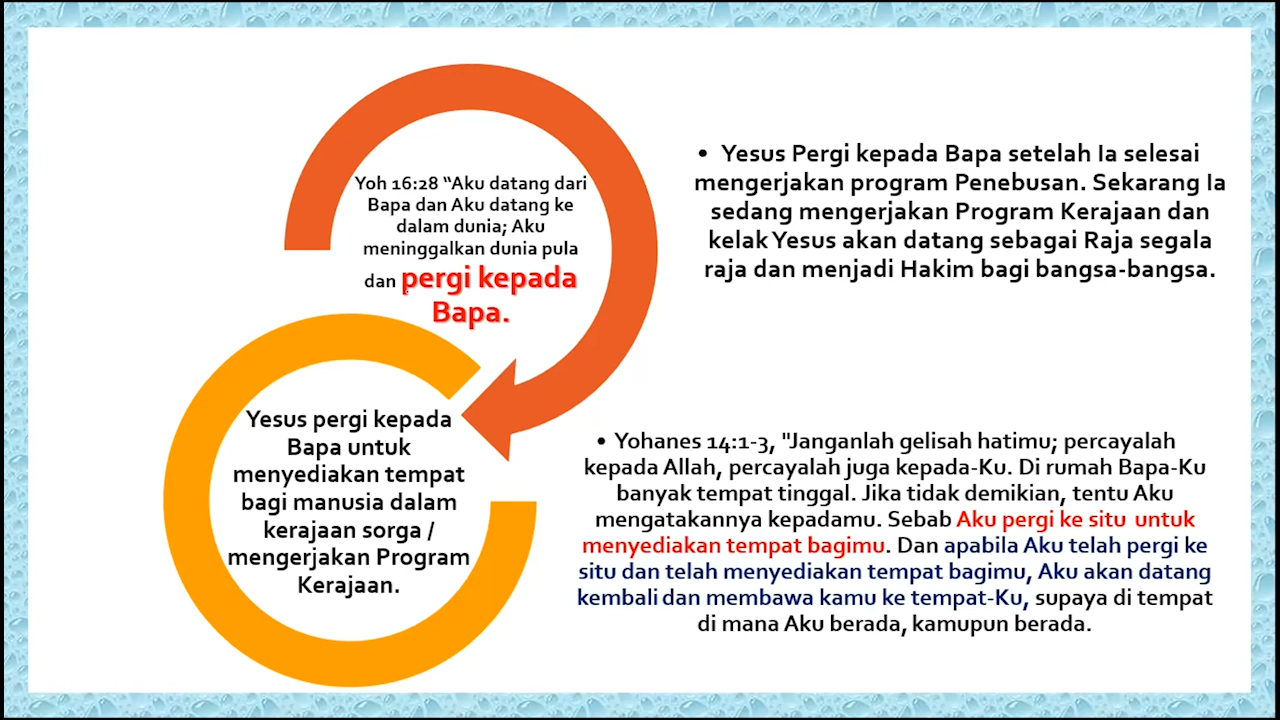 Yoh 16:28 “Aku datang dari
Bapa dan Aku datang ke
dalam dunia; Aku
meninggalkan dunia pula
dan pergi kepada
Bapa.
• Yesus Pergi kepada Bapa setelah Ia selesai
mengerjakan program Penebusan. Sekarang Ia
sedang mengerjakan Program Kerajaan dan
kelak Yesus akan datang sebagai Raja segala
raja dan menjadi Hakim bagi bangsa-bangsa.
Yesus pergi kepada
Bapa untuk
menyediakan tempat
bagi manusia dalam
kerajaan sorga /
mengerjakan Program
Kerajaan.
• Yohanes 14:1-3, "Janganlah gelisah hatimu; percayalah
kepada Allah, percayalah juga kepada-Ku. Di rumah Bapa-Ku
banyak tempat tinggal. Jika tidak demikian, tentu Aku
mengatakannya kepadamu. Sebab Aku pergi ke situ untuk
menyediakan tempat bagimu. Dan apabila Aku telah pergi ke
situ dan telah menyediakan tempat bagimu, Aku akan datang
kembali dan membawa kamu ke tempat-Ku, supaya di tempat
di mana Aku berada, kamupun berada.